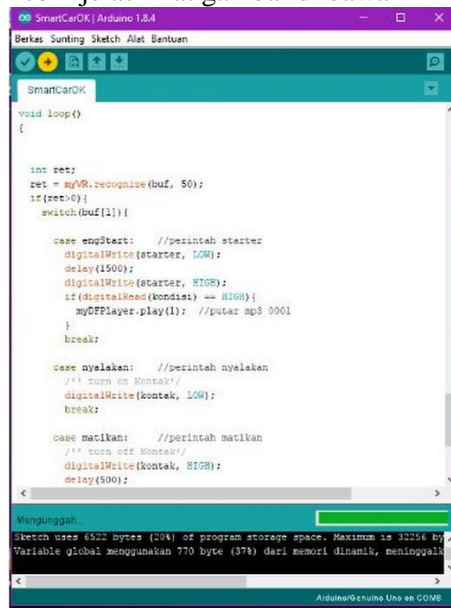 SmartCarOK | Arduino 1.8.4
Berkas Sunting Sketch Alat Bantuan
SmartCarOK
void loop()
{
int ret;
ret = myVR.recognize(buf, 50);
if(ret>0){
switch(buf[1]){
case engStart: //perintah starter
digitalWrite(starter, LOW);
delay(1500);
digitalWrite(starter, HIGH);
if(digitalRead(kondisi) == HIGH){
myDFPlayer.play(1); //putar mp3 0001
}
break;
case nyalakan: //perintah nyalakan
/** turn on Kontak*/
digitalWrite(kontak, LOW);
break;
case matikan: //perintah matikan
/** turn off Kontak*/
digitalWrite(kontak, HIGH);
delay(500);
Mengunggah...
Sketch uses 6522 bytes (20%) of program storage space. Maximum is 32256 by
Variable global menggunakan 770 byte (37%) dari memori dinamik, meninggalk
Arduino/Genuino Uno on COM8